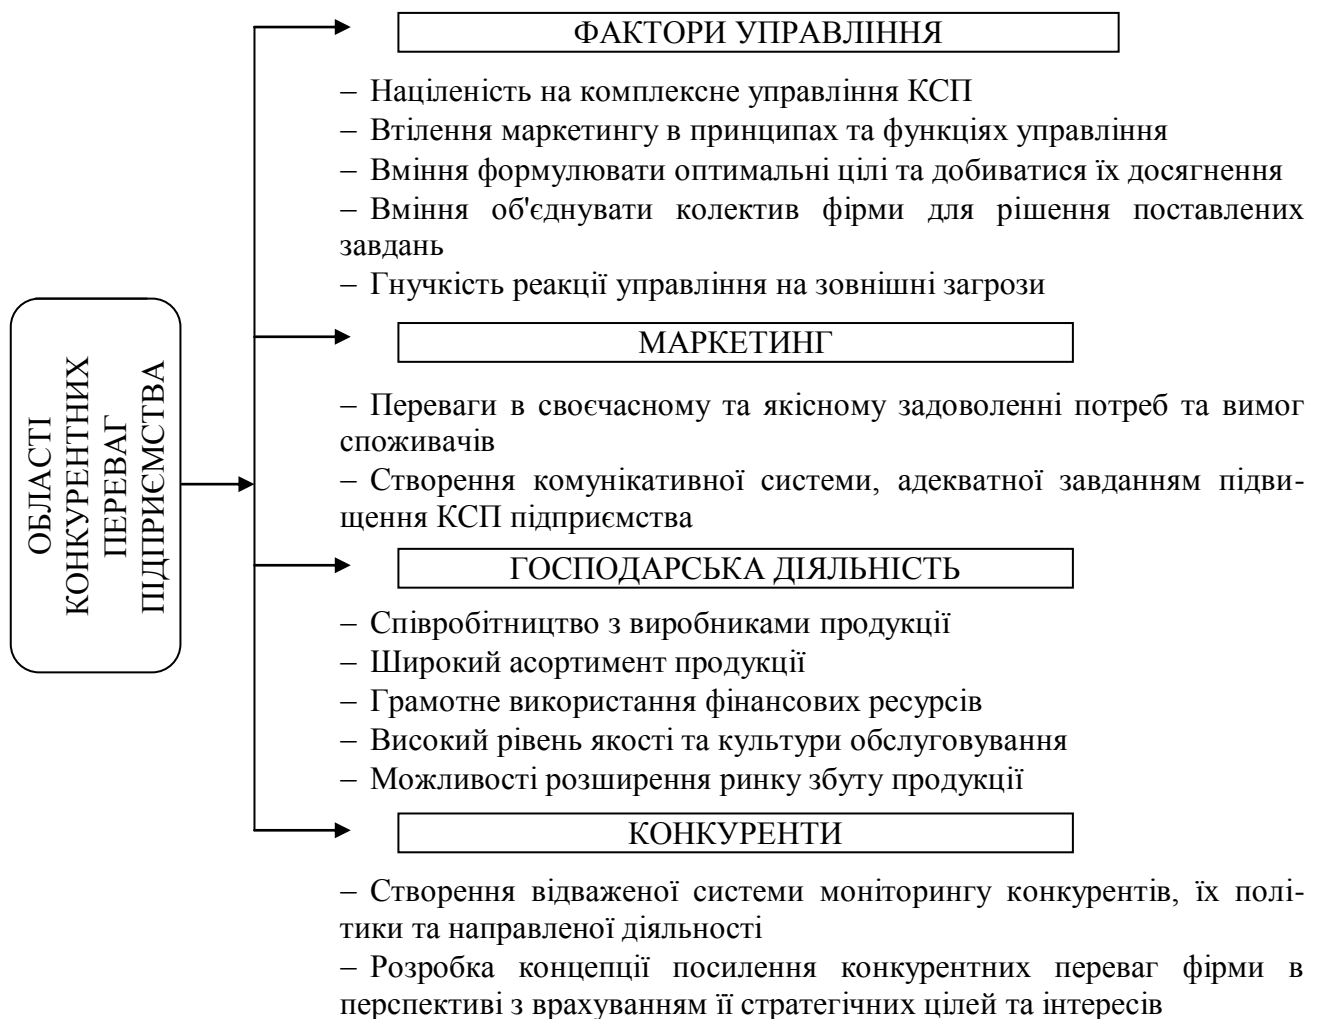 ОБЛАСТІ
КОНКУРЕНТНИХ
ПЕРЕВАГ
ПІДПРИЄМСТВА
ФАКТОРИ УПРАВЛІННЯ
– Націленість на комплексне управління КСП
– Втілення маркетингу в принципах та функціях управління
– Вміння формулювати оптимальні цілі та добиватися їх досягнення
– Вміння об'єднувати колектив фірми для рішення поставлених
завдань
– Гнучкість реакції управління на зовнішні загрози
МАРКЕТИНГ
– Переваги в своєчасному та якісному задоволенні потреб та вимог
споживачів
– Створення комунікативної системи, адекватної завданням підви-
щення КСП підприємства
ГОСПОДАРСЬКА ДІЯЛЬНІСТЬ
– Співробітництво з виробниками продукції
– Широкий асортимент продукції
– Грамотне використання фінансових ресурсів
– Високий рівень якості та культури обслуговування
– Можливості розширення ринку збуту продукції
КОНКУРЕНТИ
– Створення відваженої системи моніторингу конкурентів, їх полі-
тики та направленої діяльності
– Розробка концепції посилення конкурентних переваг фірми в
перспективі з врахуванням її стратегічних цілей та інтересів